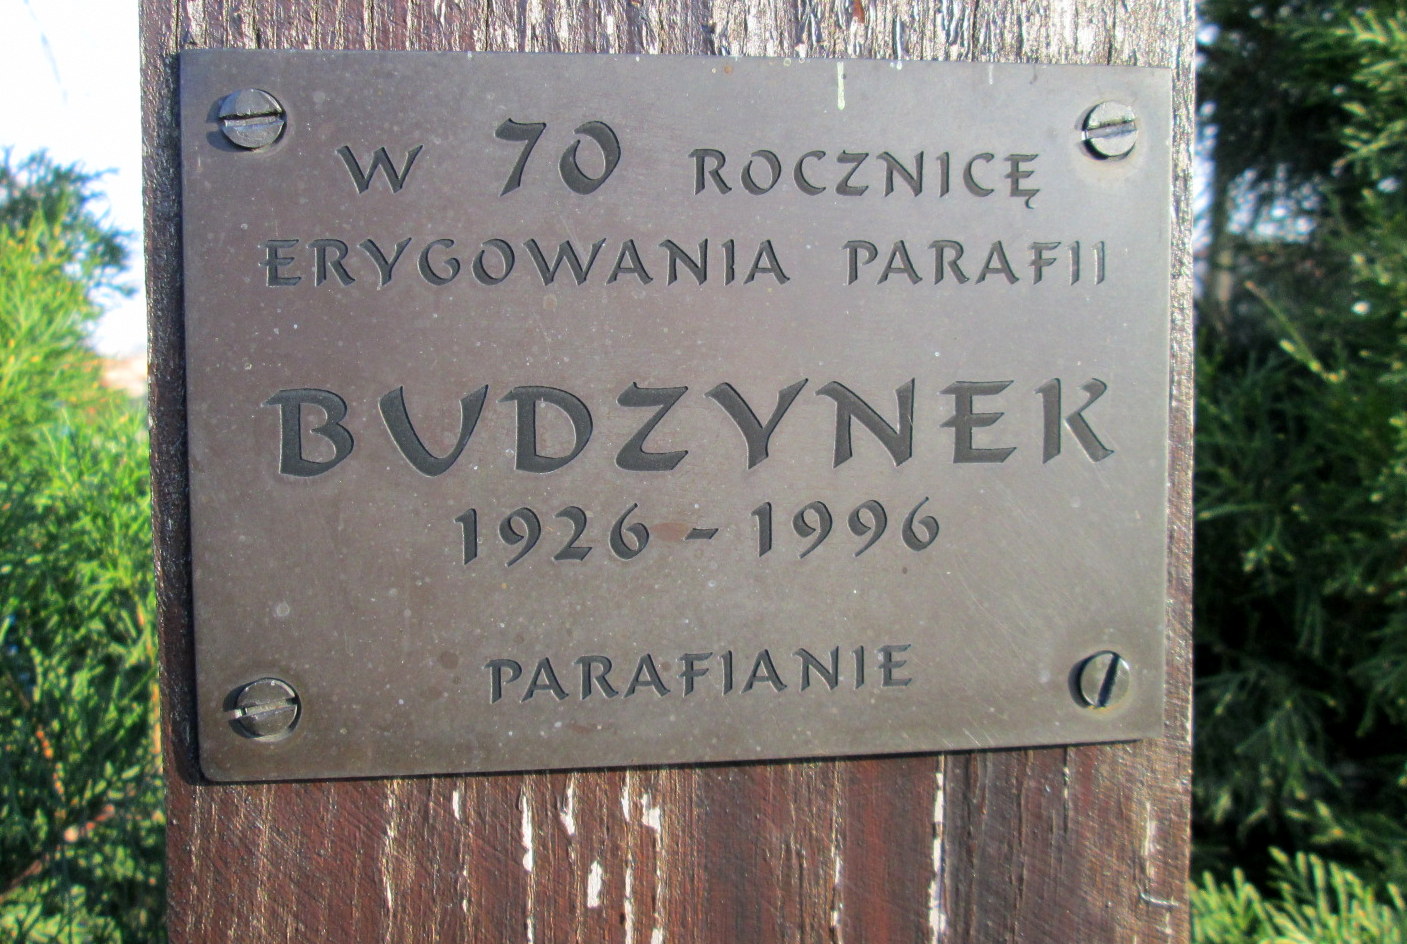 W 70 ROCZNICĘ
ERYGOWANIA PARAFII
BUDZYNEK
1926 - 1996
PARAFIANIE